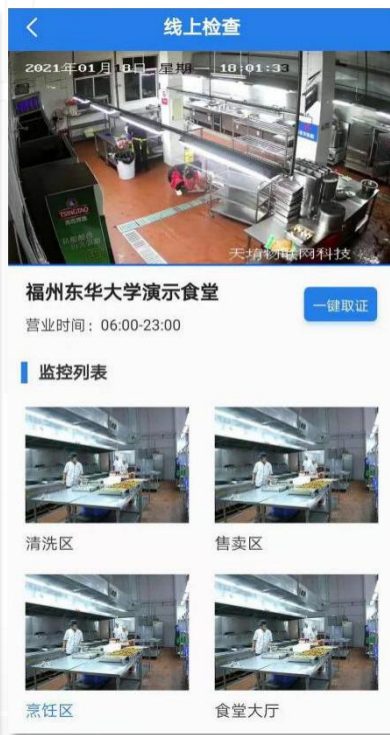 线上检查
2021年01月18日 星期一 18:01:33
TSINGTAO
天培物联网科技
福州东华大学演示食堂
一键取证
营业时间：06:00-23:00
监控列表
清洗区
售卖区
烹饪区
食堂大厅